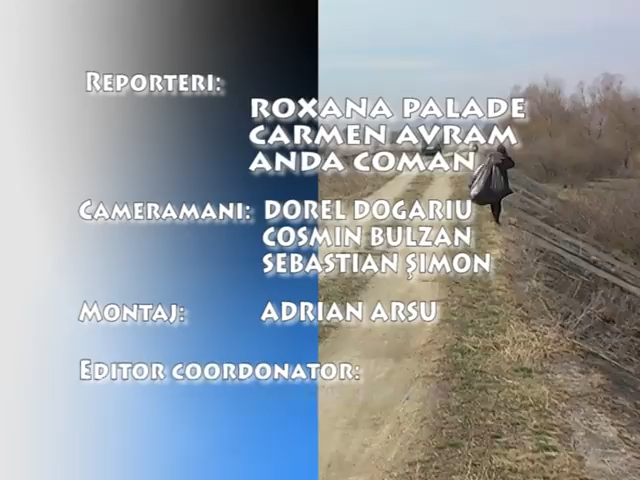 REPORTERI:
ROXANA PALADE
CARMEN AVRAM
ANDA COMAN
CAMERAMANI: DOREL DOGARIU
COSMIN BULZAN
SEBASTIAN ŞIMON
MONTAJ: ADRIAN ARSU
EDITOR COORDONATOR: